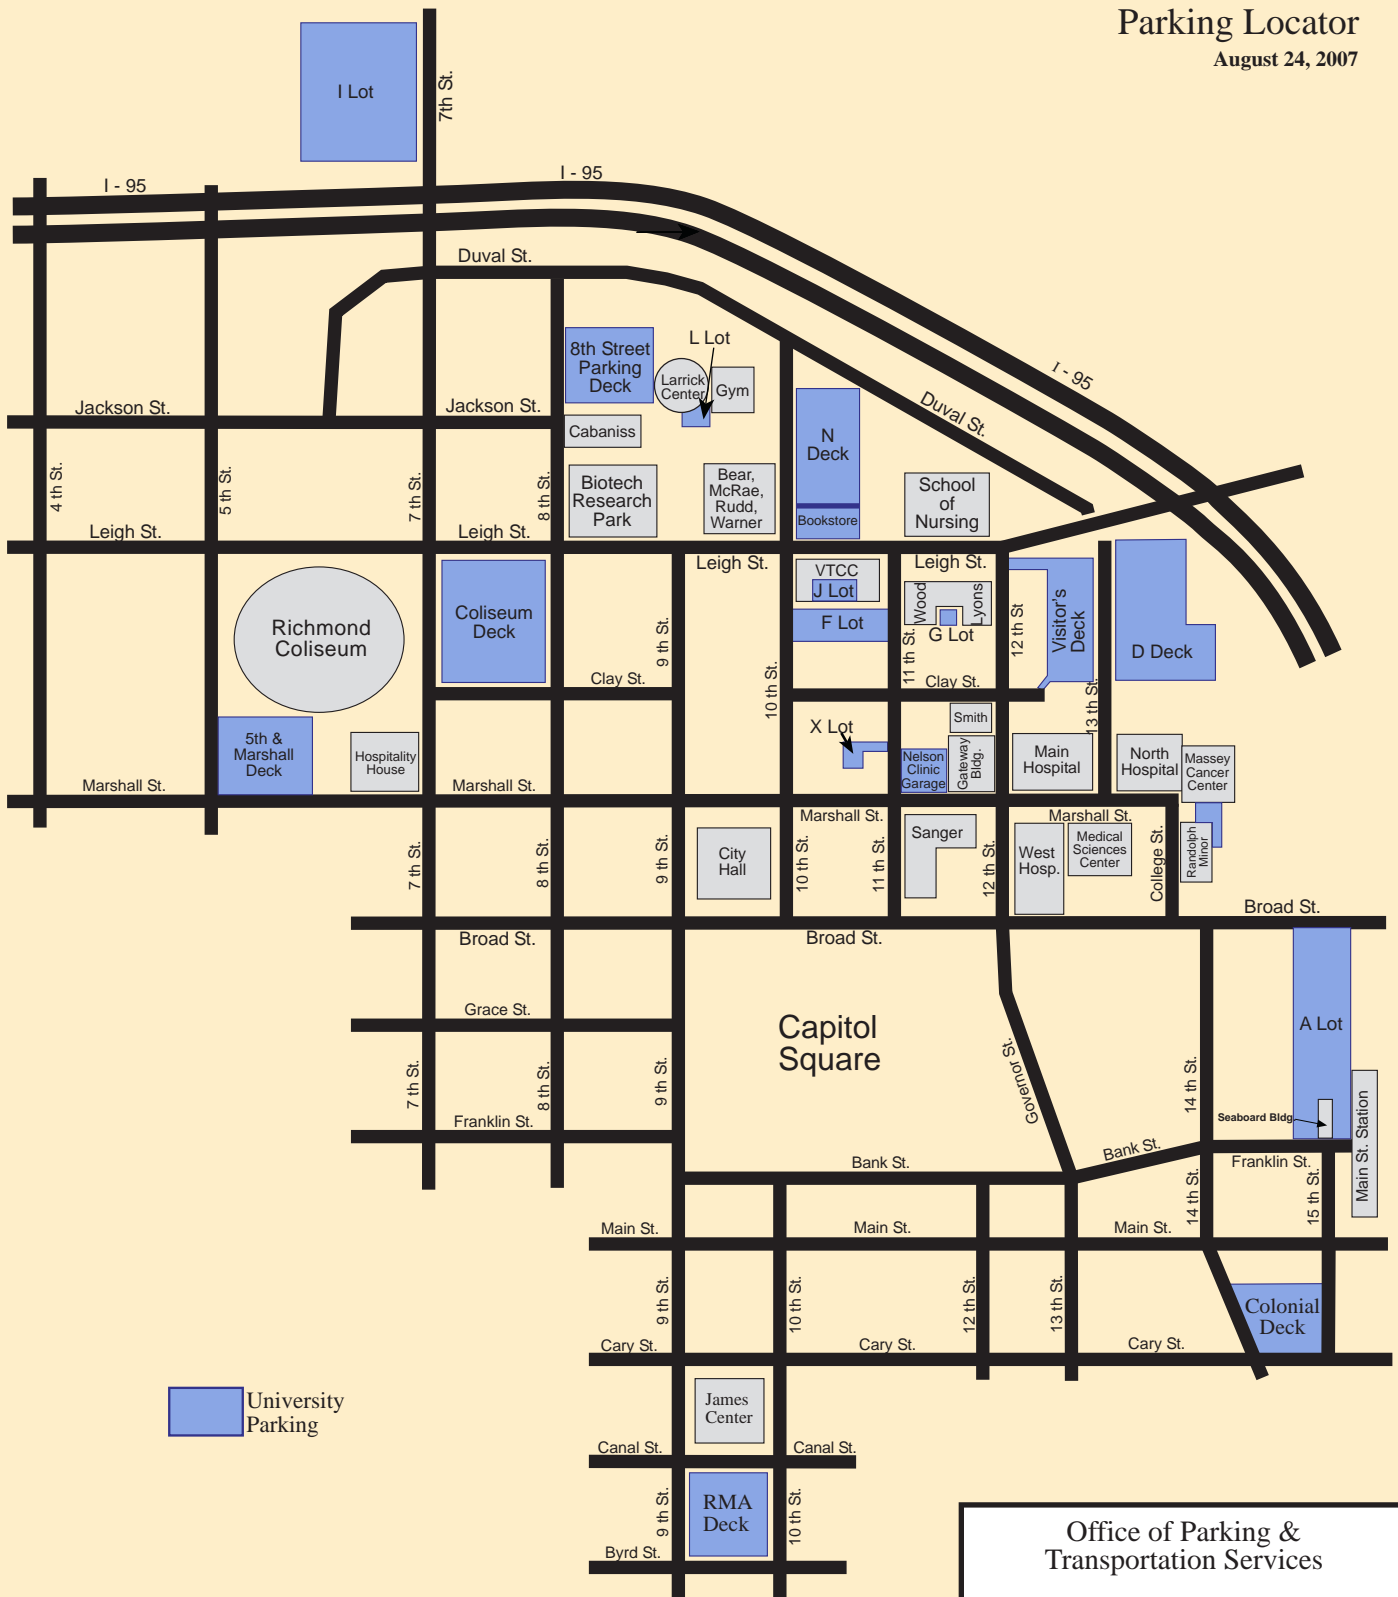 Parking Locator
August 24, 2007
I Lot
7th St.
I - 95
I - 95
I - 95
Duval St.
Duval St.
8th Street
Parking
Deck
L Lot
Larrick
Center
Gym
Jackson St.
Jackson St.
Cabaniss
N
Deck
4 th St.
5 th St.
7 th St.
8 th St.
Biotech
Research
Park
Bear,
McRae,
Rudd,
Warner
Bookstore
School
of
Nursing
Leigh St.
Leigh St.
Leigh St.
Leigh St.
VTCC
J Lot
F Lot
Wood
Lyons
G Lot
Richmond
Coliseum
Coliseum
Deck
9 th St.
10 th St.
11 th St.
12 th St
Visitor's
Deck
D Deck
13 th St.
Clay St.
Clay St.
5th &
Marshall
Deck
Hospitality
House
X Lot
Smith
Nelson
Clinic
Garage
Gateway
Bldg.
Main
Hospital
North
Hospital
Massey
Cancer
Center
Marshall St.
Marshall St.
Marshall St.
Marshall St.
7 th St.
8 th St.
9 th St.
City
Hall
10 th St.
11 th St.
Sanger
12 th St.
West
Hosp.
Medical
Sciences
Center
College St.
Randolph
Minor
Broad St.
Broad St.
Broad St.
Grace St.
Capitol
Square
Governor St.
A Lot
7 th St.
8 th St.
9 th St.
14 th St.
Seaboard Bldg.
Main St. Station
Franklin St.
Bank St.
Bank St.
Franklin St.
14 th St.
15 th St.
Main St.
Main St.
Main St.
9 th St.
10 th St.
12 th St.
13 th St.
Colonial
Deck
Cary St.
Cary St.
Cary St.
University
Parking
James
Center
Canal St.
Canal St.
9 th St.
RMA
Deck
10 th St.
Byrd St.
Office of Parking &
Transportation Services